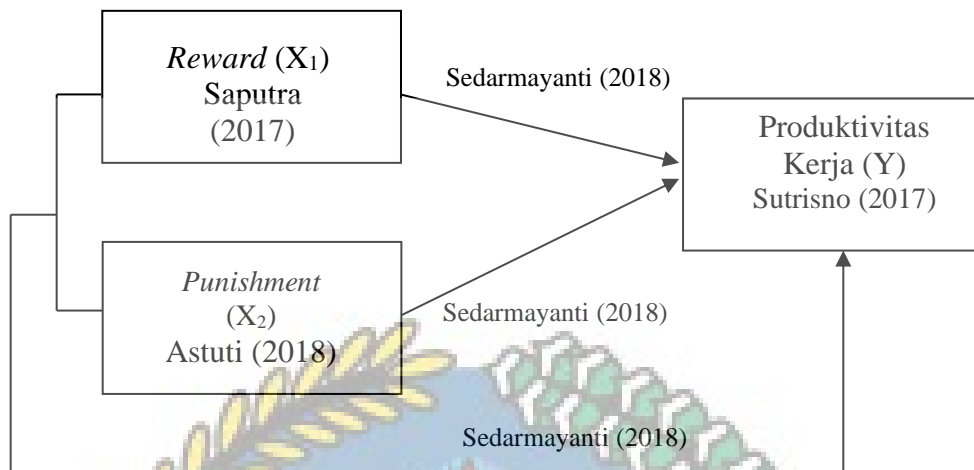 Reward (X₁)
Saputra
(2017)
Sedarmayanti (2018)
Produktivitas
Kerja (Y)
Sutrisno (2017)
Punishment
(X₂)
Astuti (2018)
Sedarmayanti (2018)
Sedarmayanti (2018)